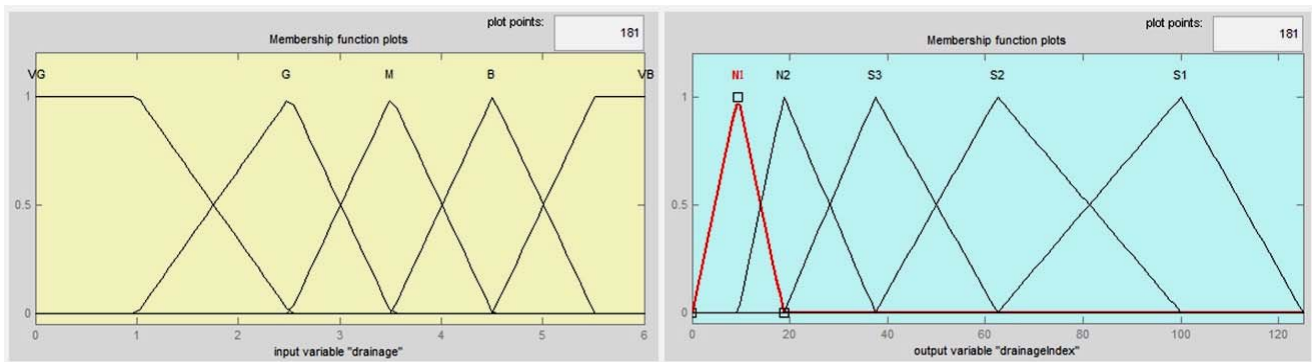 plot points: 181
Membership function plots
VG G M B VB
1
0.5
0
0 1 2 3 4 5 6
input variable "drainage"
plot points: 181
Membership function plots
N1 N2 S3 S2 S1
1
0.5
0
0 20 40 60 80 100 120
output variable "drainageIndex"